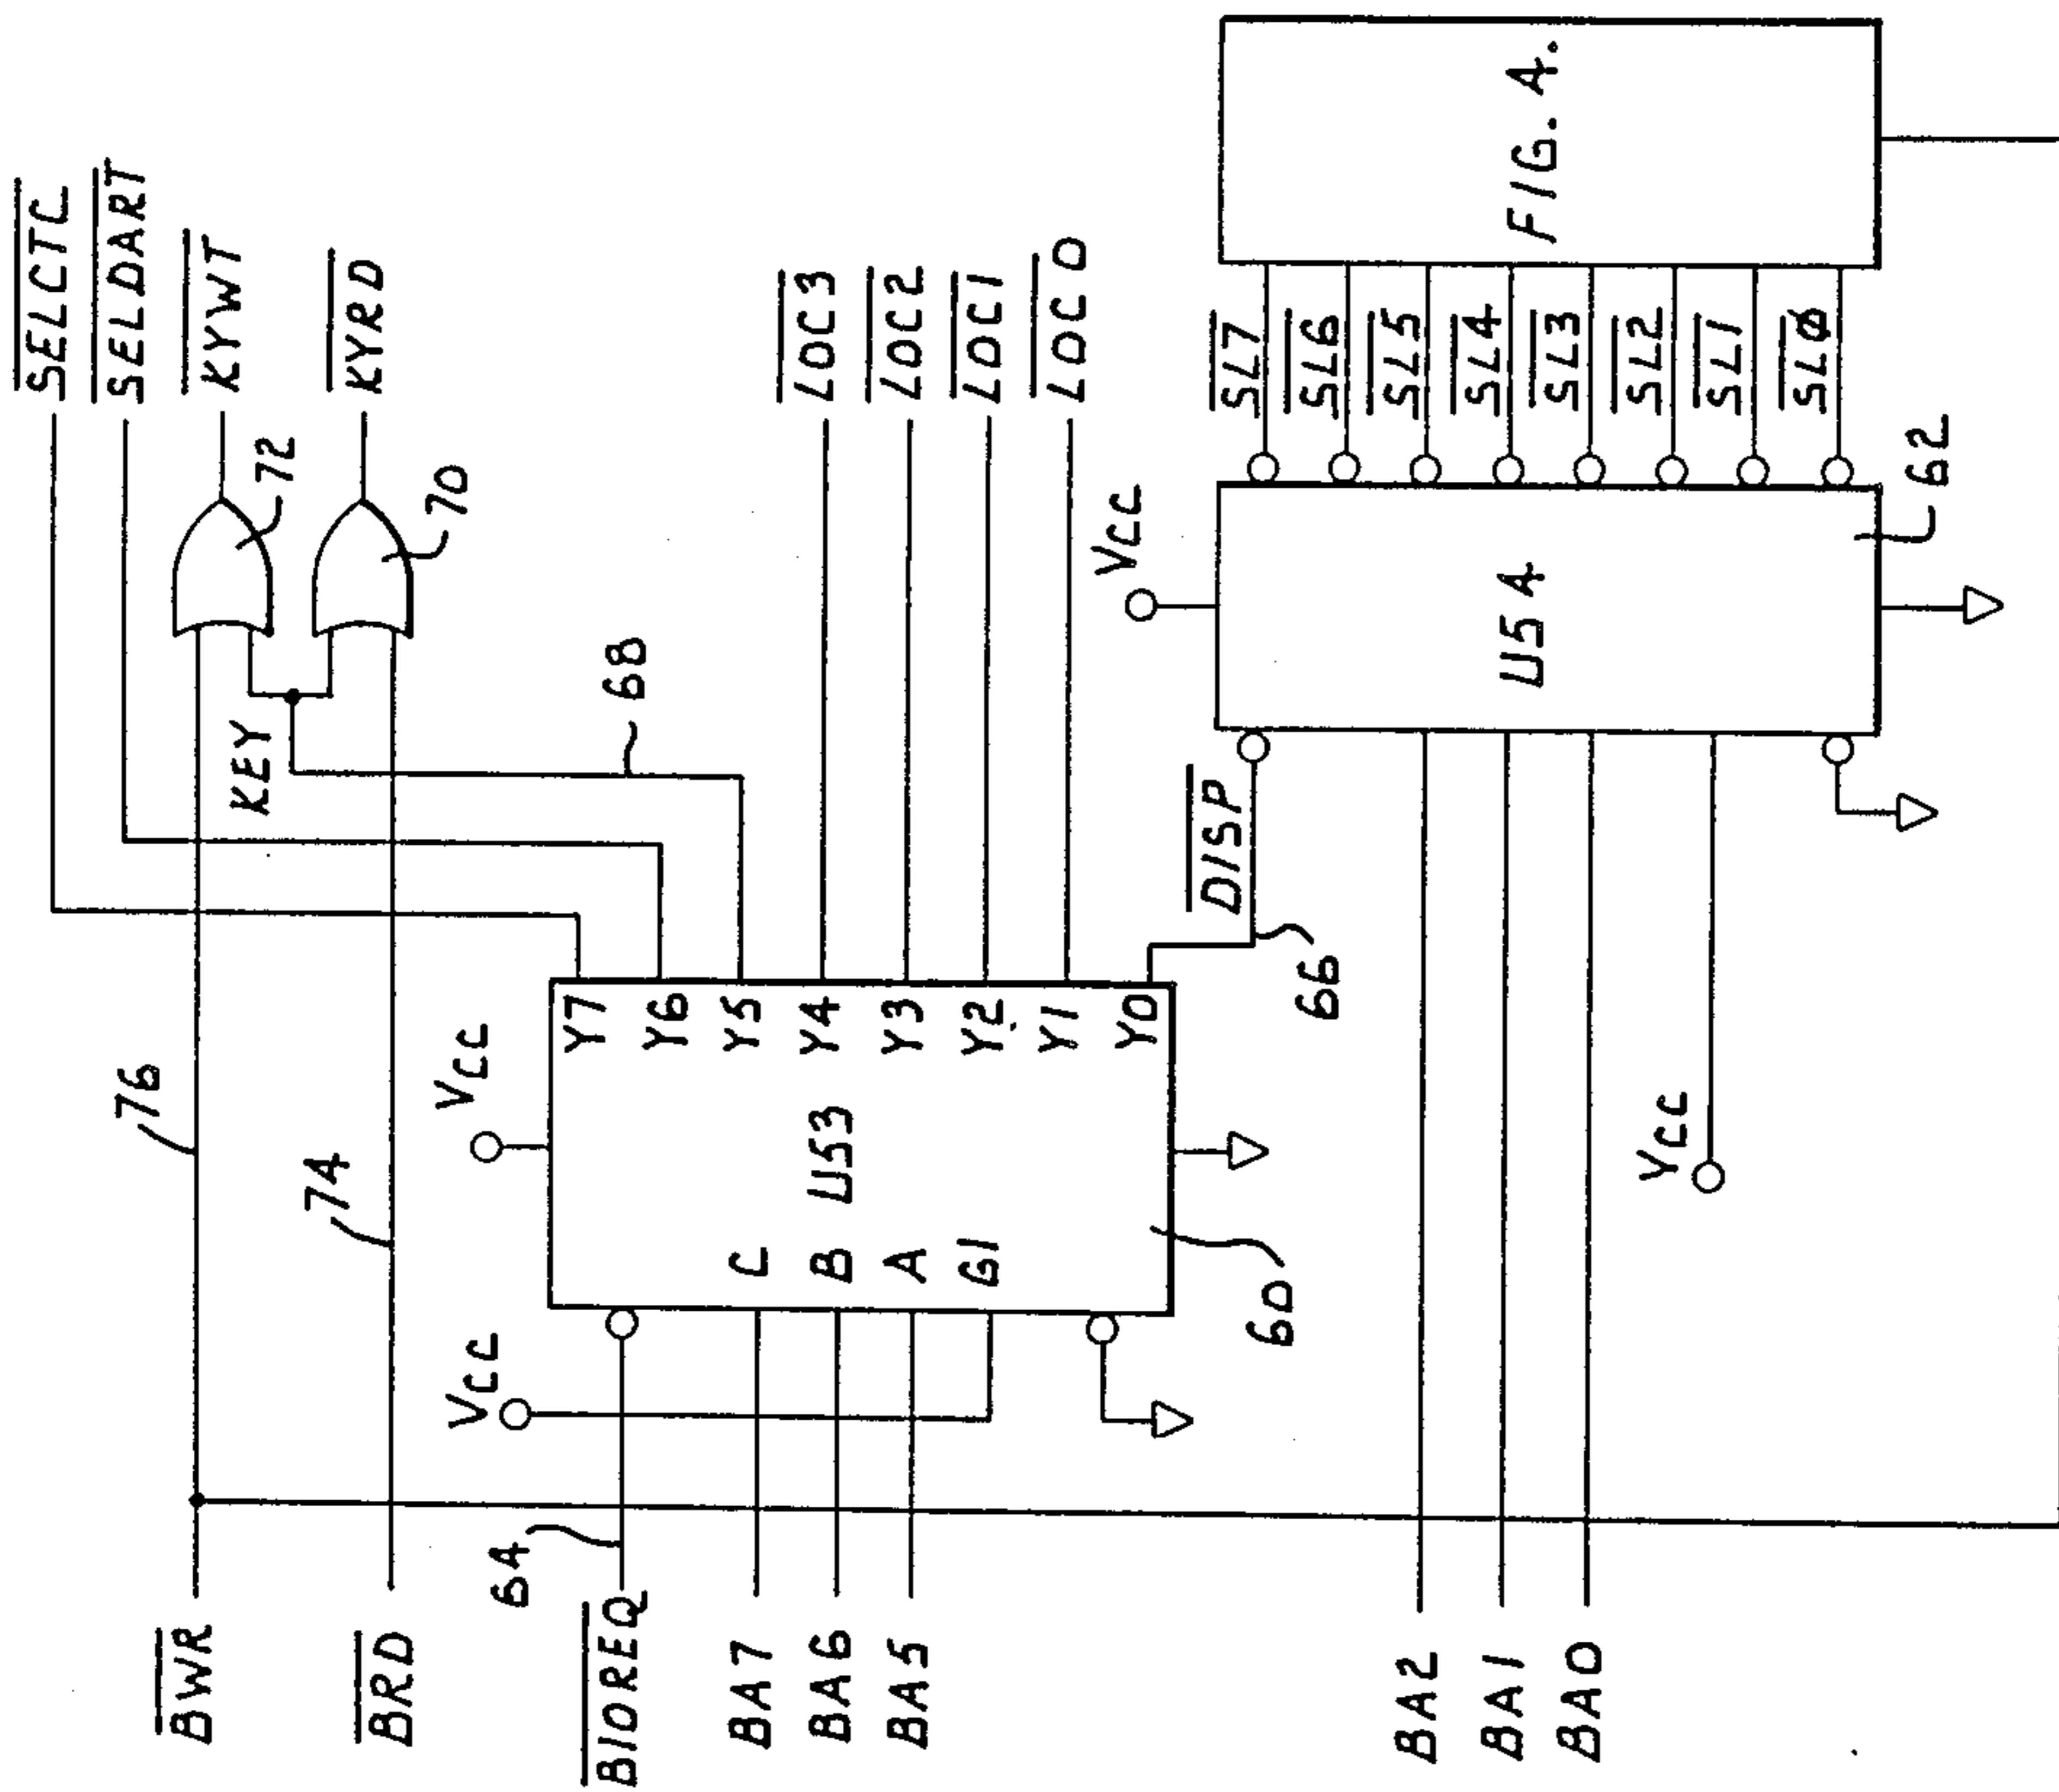 SELCTC
SELDART
BWR
76
KYWT
72
KEY
BRD
74
KYRD
70
64
Vcc
Vcc
68
BIOREQ
BA7
BA6
BA5
C
B
A
G1
U53
Y7
Y6
Y5
Y4
Y3
Y2
Y1
Y0
LOC3
LOC2
LOC1
LOC0
60
66
DISP
Vcc
SL7
SL6
SL5
SL4
SL3
SL2
SL1
SLØ
BA2
BA1
BA0
Vcc
U54
FIG. 4.
62